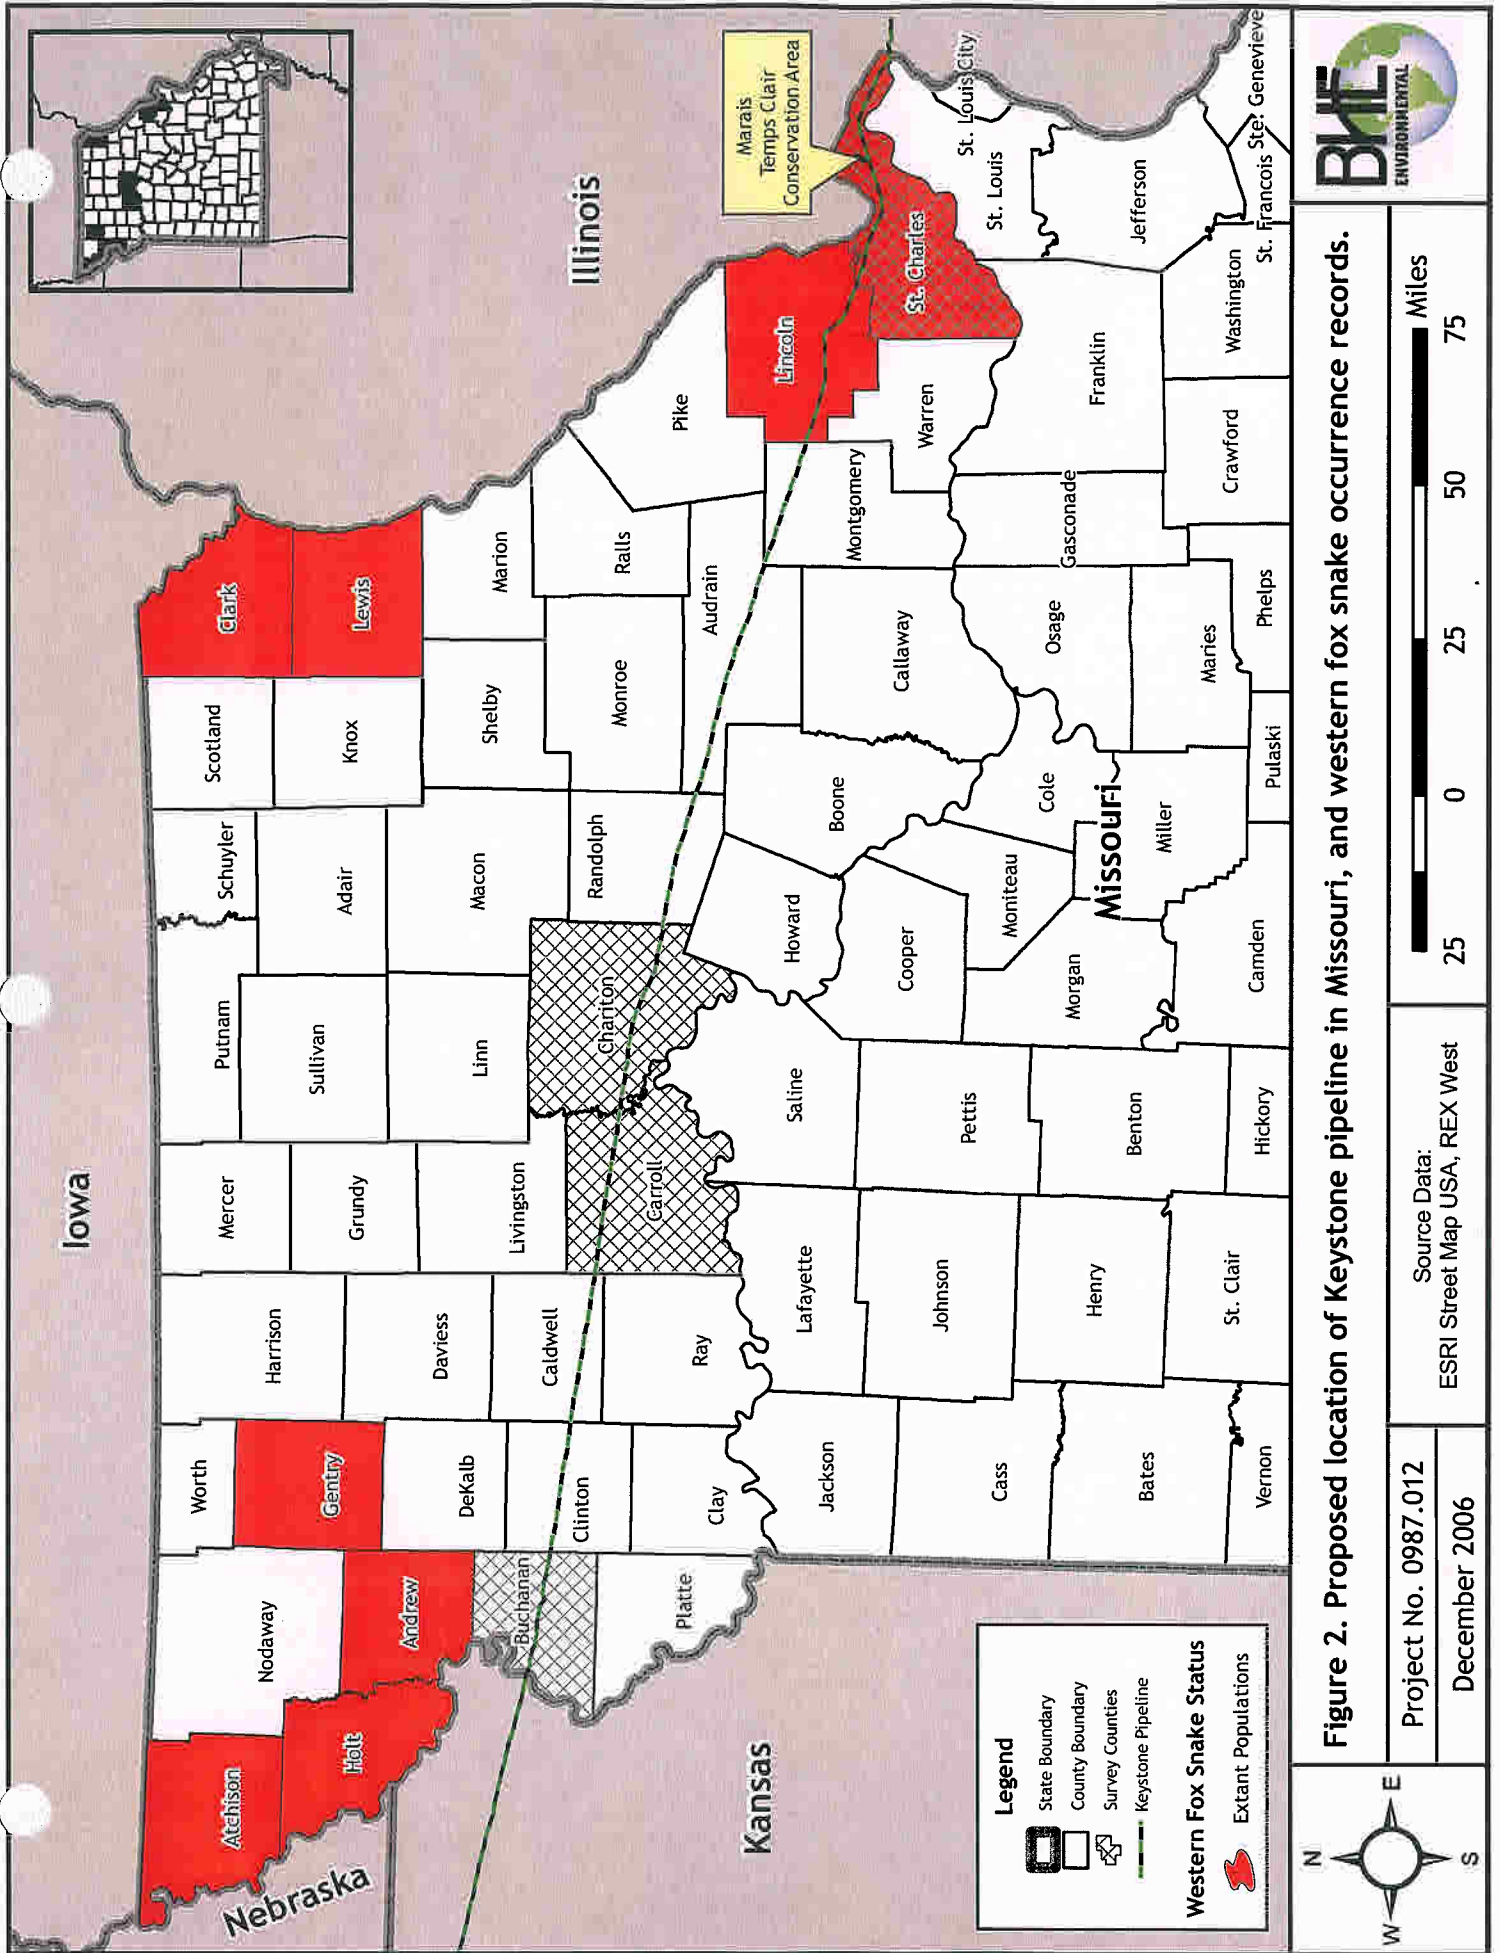 Iowa
Illinois
Nebraska
Kansas
Missouri
Marais
Temps Clair
Conservation Area
Atchison
Nodaway
Worth
Harrison
Mercer
Putnam
Schuyler
Scotland
Clark
Holt
Gentry
Grundy
Sullivan
Adair
Knox
Lewis
Andrew
DeKalb
Daviess
Livingston
Linn
Macon
Shelby
Marion
Buchanan
Clinton
Caldwell
Carroll
Chariton
Randolph
Monroe
Ralls
Pike
Platte
Clay
Ray
Audrain
Lincoln
Jackson
Lafayette
Saline
Howard
Boone
Callaway
Montgomery
Warren
St. Charles
St. Louis
St. Louis City
Cass
Johnson
Pettis
Cooper
Moniteau
Cole
Osage
Gasconade
Franklin
Jefferson
Bates
Henry
Benton
Morgan
Miller
Maries
Crawford
Washington
Vernon
St. Clair
Hickory
Camden
Pulaski
Phelps
St. Francois
Ste. Genevieve
Legend
State Boundary
County Boundary
Survey Counties
Keystone Pipeline
Western Fox Snake Status
Extant Populations
Figure 2. Proposed location of Keystone pipeline in Missouri, and western fox snake occurrence records.
N
W
E
S
Project No. 0987.012
December 2006
Source Data:
ESRI Street Map USA, REX West
25
0
25
50
75
Miles
BHE
ENVIRONMENTAL